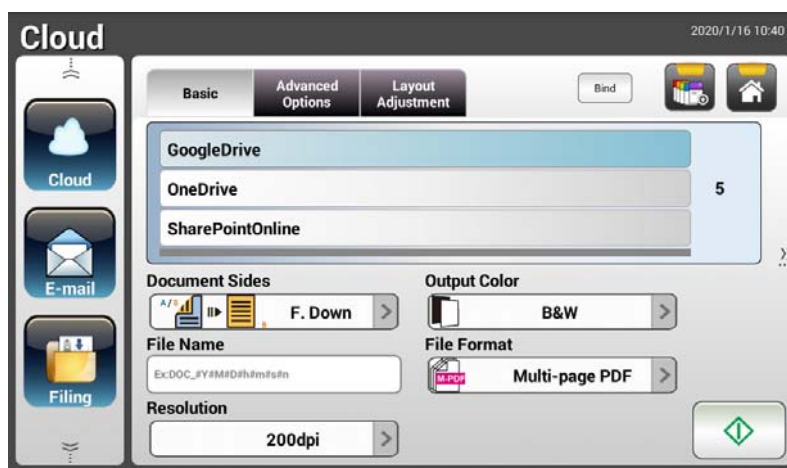 Cloud
2020/1/16 10:40
Basic
Advanced Options
Layout Adjustment
Bind
Cloud
GoogleDrive
OneDrive
5
SharePointOnline
E-mail
Document Sides
Output Color
F. Down
B&W
File Name
File Format
Ex:DOC_#Y#M#D#h#m#s#n
M-PDF
Multi-page PDF
Filing
Resolution
200dpi